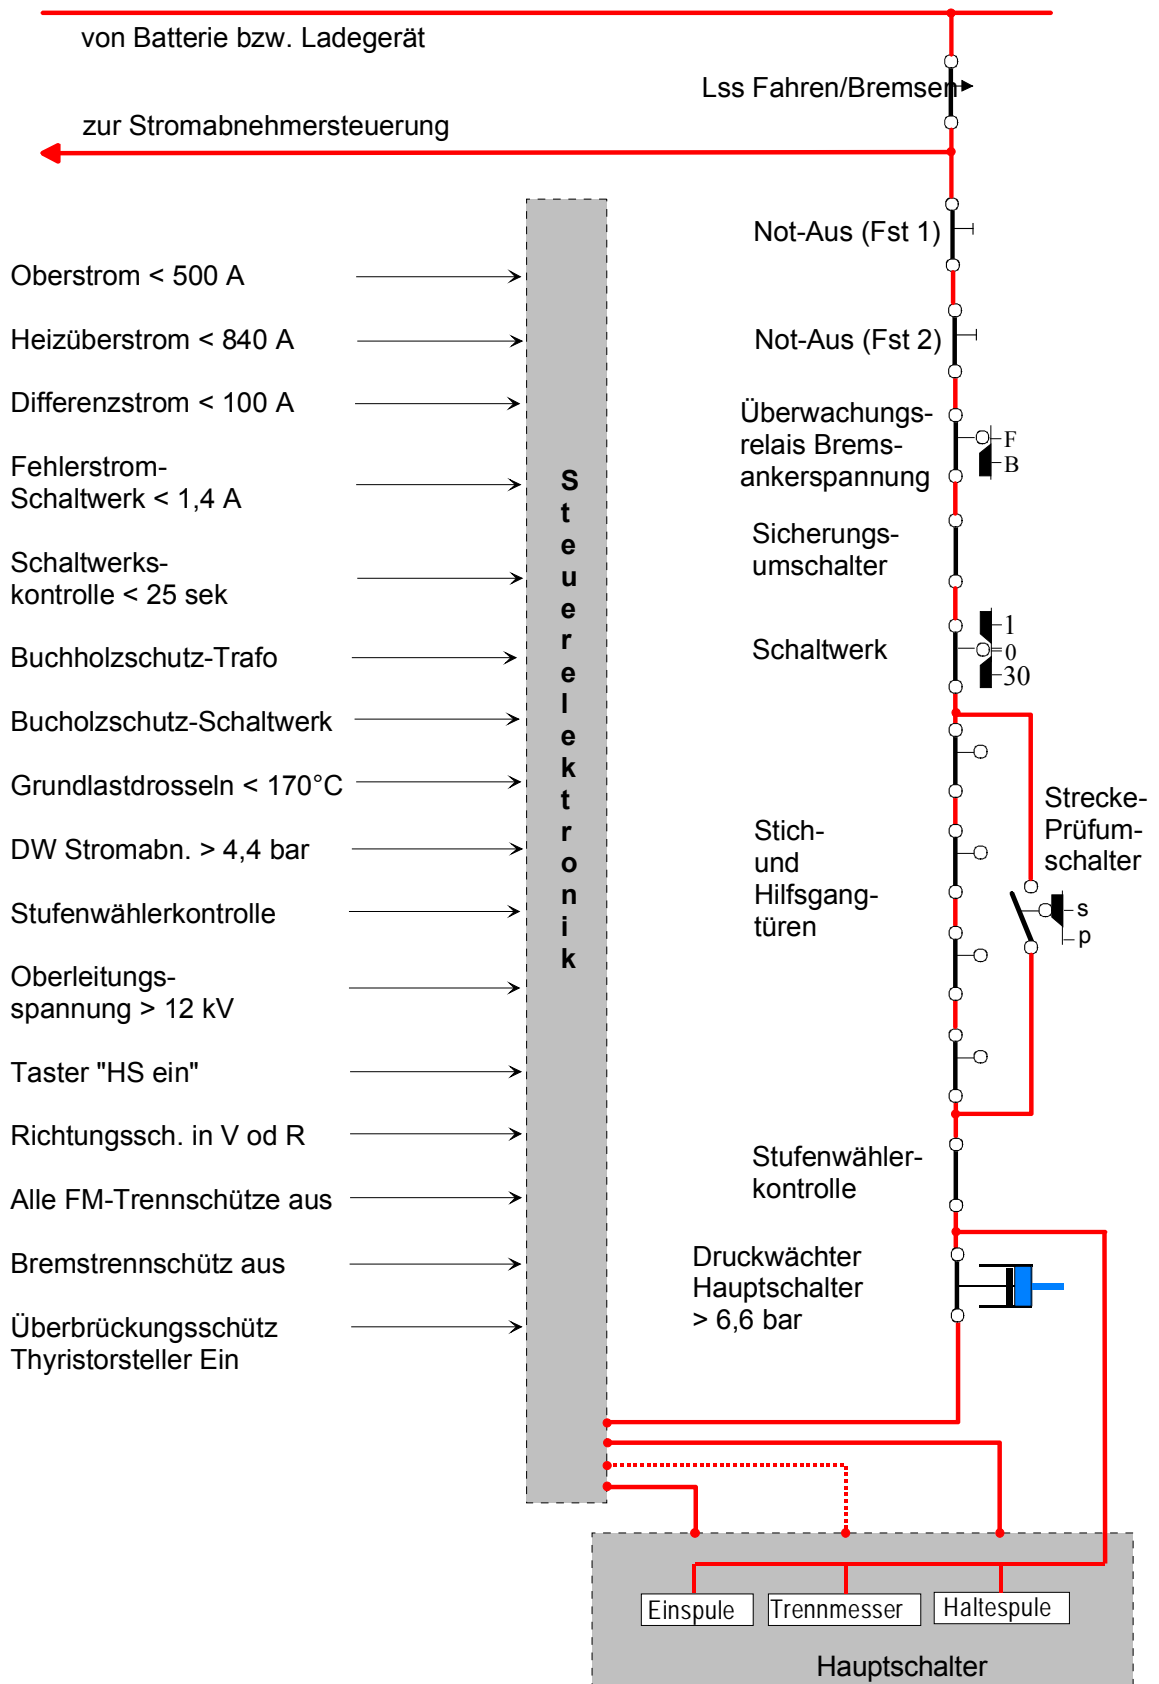 von Batterie bzw. Ladegerät
Lss Fahren/Bremsen
zur Stromabnehmersteuerung
Not-Aus (Fst 1)
Oberstrom < 500 A
Heizüberstrom < 840 A
Not-Aus (Fst 2)
Differenzstrom < 100 A
Überwachungs-
relais Brems-
ankerspannung
F
B
Fehlerstrom-
Schaltwerk < 1,4 A
Steuerelektronik
Sicherungs-
umschalter
Schaltwerks-
kontrolle < 25 sek
Schaltwerk
1
0
30
Buchholzschutz-Trafo
Bucholzschutz-Schaltwerk
Grundlastdrosseln < 170°C
Strecke-
Prüfum-
schalter
s
p
DW Stromabn. > 4,4 bar
Stich-
und
Hilfsgang-
türen
Stufenwählerkontrolle
Oberleitungs-
spannung > 12 kV
Taster "HS ein"
Richtungssch. in V od R
Stufenwähler-
kontrolle
Alle FM-Trennschütze aus
Bremstrennschütz aus
Druckwächter
Hauptschalter
> 6,6 bar
Überbrückungsschütz
Thyristorsteller Ein
Einspule
Trennmesser
Haltespule
Hauptschalter